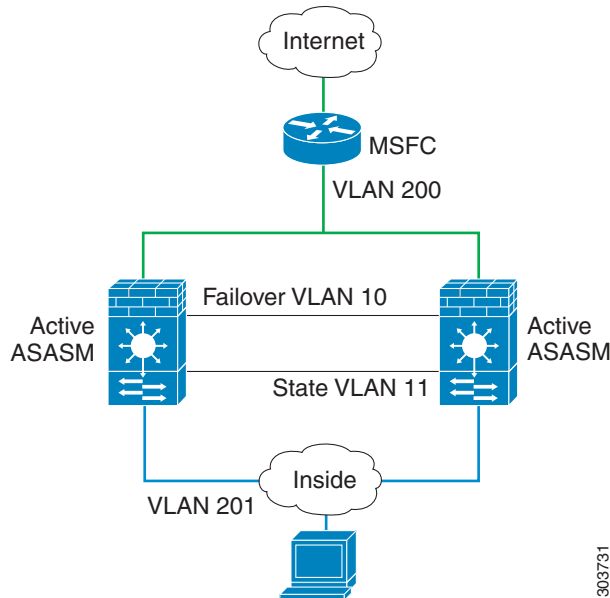 Internet
MSFC
VLAN 200
Failover VLAN 10
Active
ASASM
Active
ASASM
State VLAN 11
Inside
VLAN 201
303731